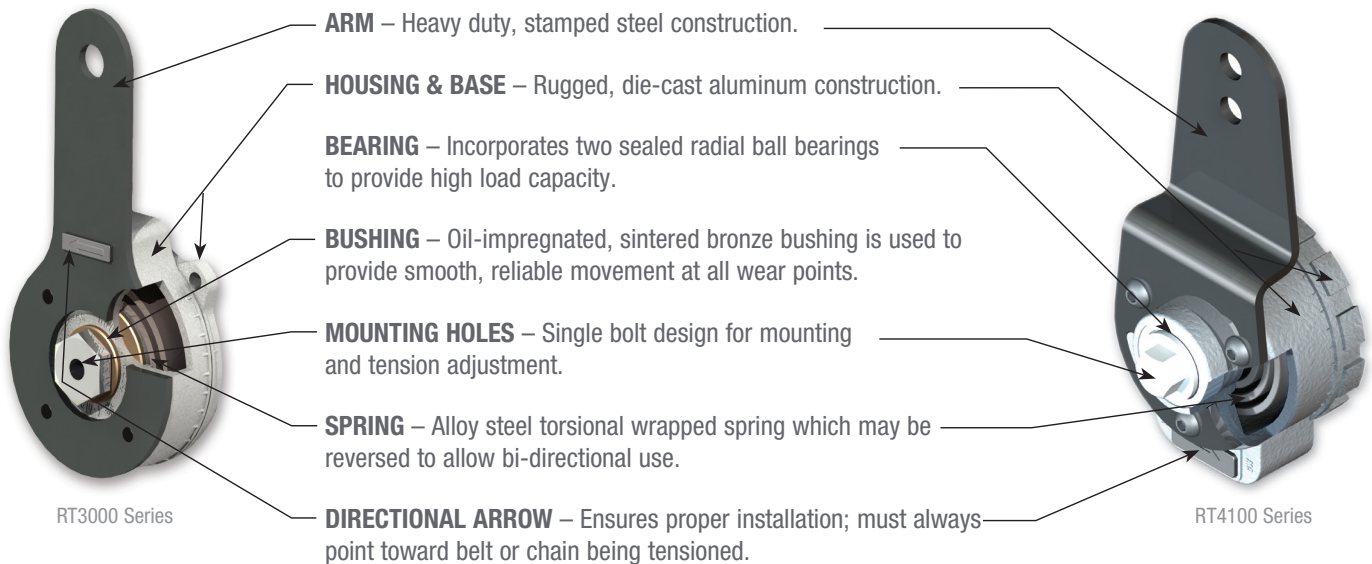 ARM – Heavy duty, stamped steel construction.
HOUSING & BASE – Rugged, die-cast aluminum construction.
BEARING – Incorporates two sealed radial ball bearings
to provide high load capacity.
BUSHING – Oil-impregnated, sintered bronze bushing is used to
provide smooth, reliable movement at all wear points.
MOUNTING HOLES – Single bolt design for mounting
and tension adjustment.
SPRING – Alloy steel torsional wrapped spring which may be
reversed to allow bi-directional use.
DIRECTIONAL ARROW – Ensures proper installation; must always
point toward belt or chain being tensioned.
RT3000 Series
RT4100 Series